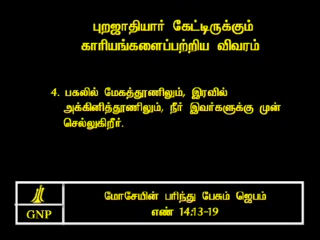 புறஜாதியார் கேட்டிருக்கும்
காரியங்களைப்பற்றிய விவரம்
4. பகலில் மேகத்தூணிலும், இரவில்
அக்கினித்தூணிலும், நீர் இவர்களுக்கு முன்
செல்லுகிறீர்.
மோசேயின் பரிந்து பேசும் ஜெபம்
எண் 14:13-19
GNP